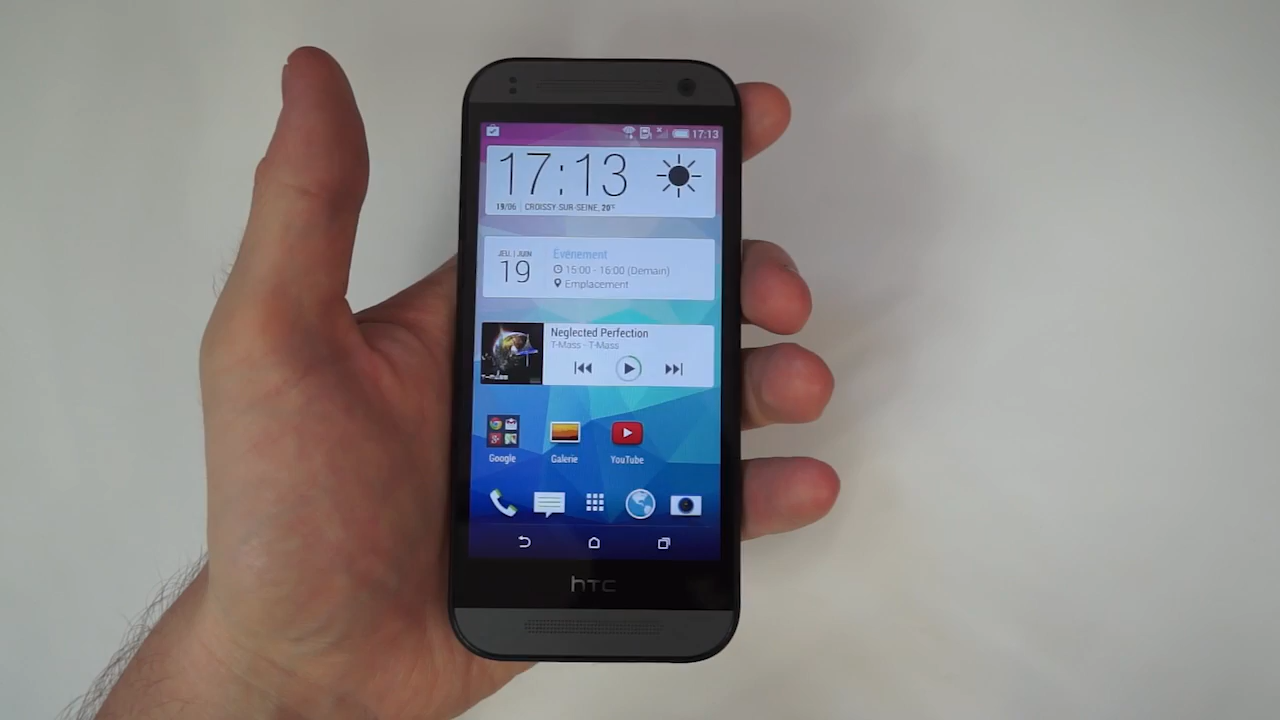 17:13
17:13
19/06 | CROISSY-SUR-SEINE, 20°
JEU. | JUIN
19
Evénement
15:00 - 16:00 (Demain)
Emplacement
Neglected Perfection
T-Mass - T-Mass
Google
Galerie
YouTube
hTC